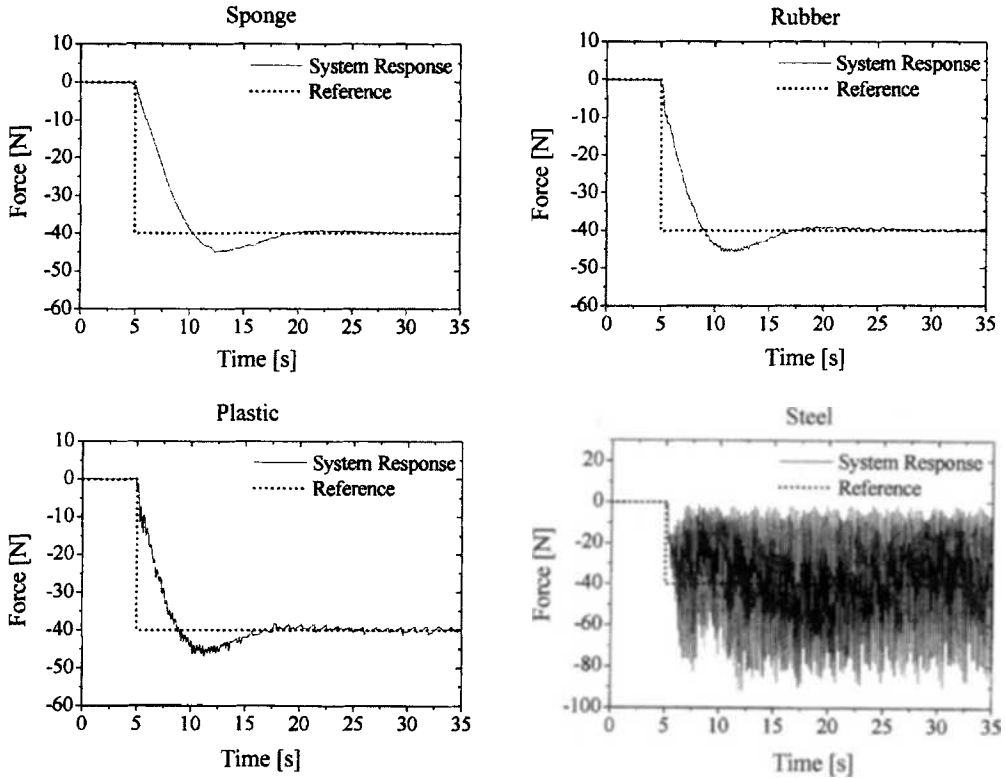 Sponge
10
0
-10
-20
-30
-40
-50
-60
Force [N]
System Response
Reference
0 5 10 15 20 25 30 35
Time [s]
Rubber
10
0
-10
-20
-30
-40
-50
-60
Force [N]
System Response
Reference
0 5 10 15 20 25 30 35
Time [s]
Plastic
10
0
-10
-20
-30
-40
-50
-60
Force [N]
System Response
Reference
0 5 10 15 20 25 30 35
Time [s]
Steel
20
0
-20
-40
-60
-80
-100
Force [N]
System Response
Reference
0 5 10 15 20 25 30 35
Time [s]